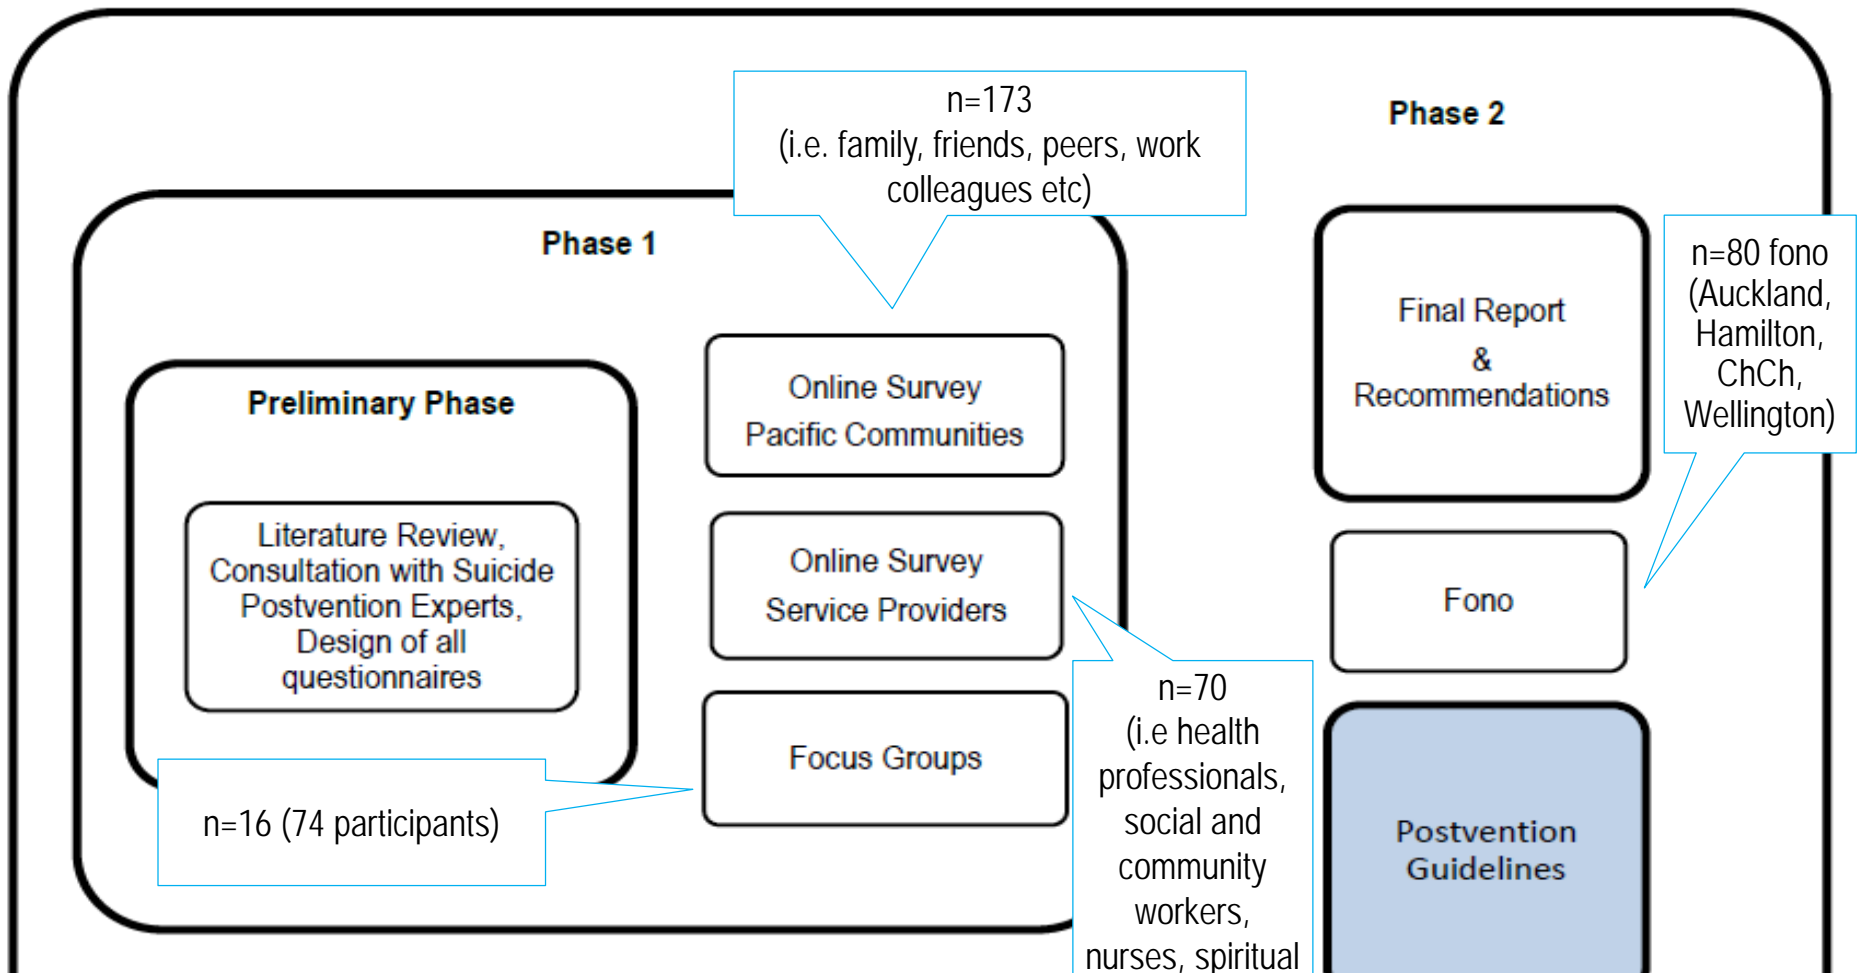 n=173
(i.e. family, friends, peers, work
colleagues etc)
Phase 2
Phase 1
n=80 fono
(Auckland,
Hamilton,
ChCh,
Wellington)
Final Report
&
Recommendations
Online Survey
Pacific Communities
Preliminary Phase
Literature Review,
Consultation with Suicide
Postvention Experts,
Design of all
questionnaires
Online Survey
Service Providers
Fono
n=70
(i.e health
professionals,
social and
community
workers,
nurses, spiritual
Focus Groups
n=16 (74 participants)
Postvention
Guidelines